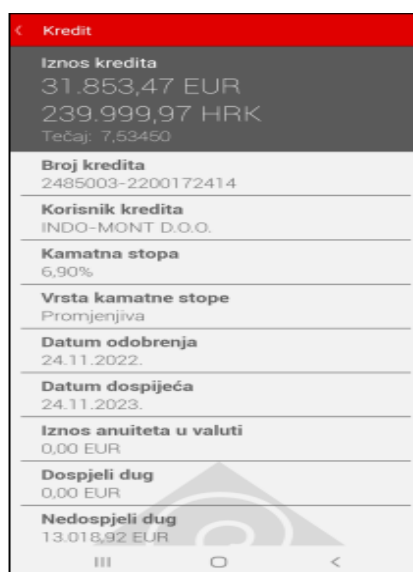 Kredit
Iznos kredita
31.853,47 EUR
239.999,97 HRK
Tečaj: 7,53450
Broj kredita
2485003-2200172414
Korisnik kredita
INDO-MONT D.O.O.
Kamatna stopa
6,90%
Vrsta kamatne stope
Promjenjiva
Datum odobrenja
24.11.2022.
Datum dospijeća
24.11.2023.
Iznos anuiteta u valuti
0,00 EUR
Dospjeli dug
0,00 EUR
Nedospjeli dug
13.018,92 EUR